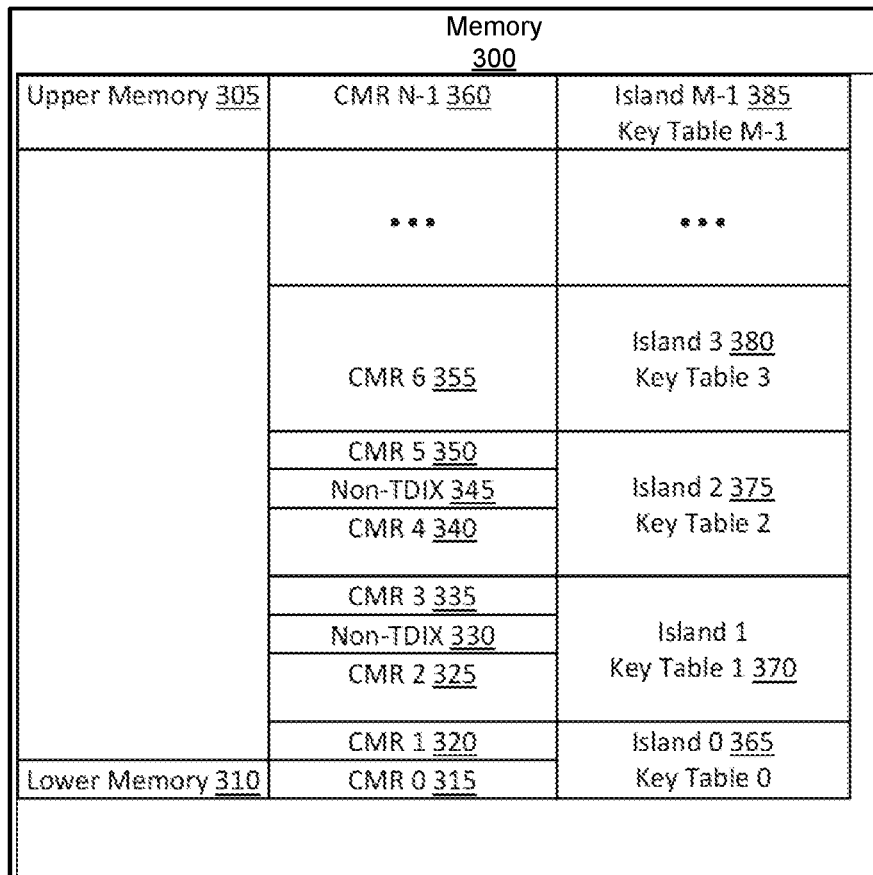 Memory
300
Upper Memory 305
CMR N-1 360
Island M-1 385
Key Table M-1
•••
•••
CMR 6 355
Island 3 380
Key Table 3
CMR 5 350
Non-TDIX 345
CMR 4 340
Island 2 375
Key Table 2
CMR 3 335
Non-TDIX 330
CMR 2 325
Island 1
Key Table 1 370
CMR 1 320
Island 0 365
Key Table 0
Lower Memory 310
CMR 0 315